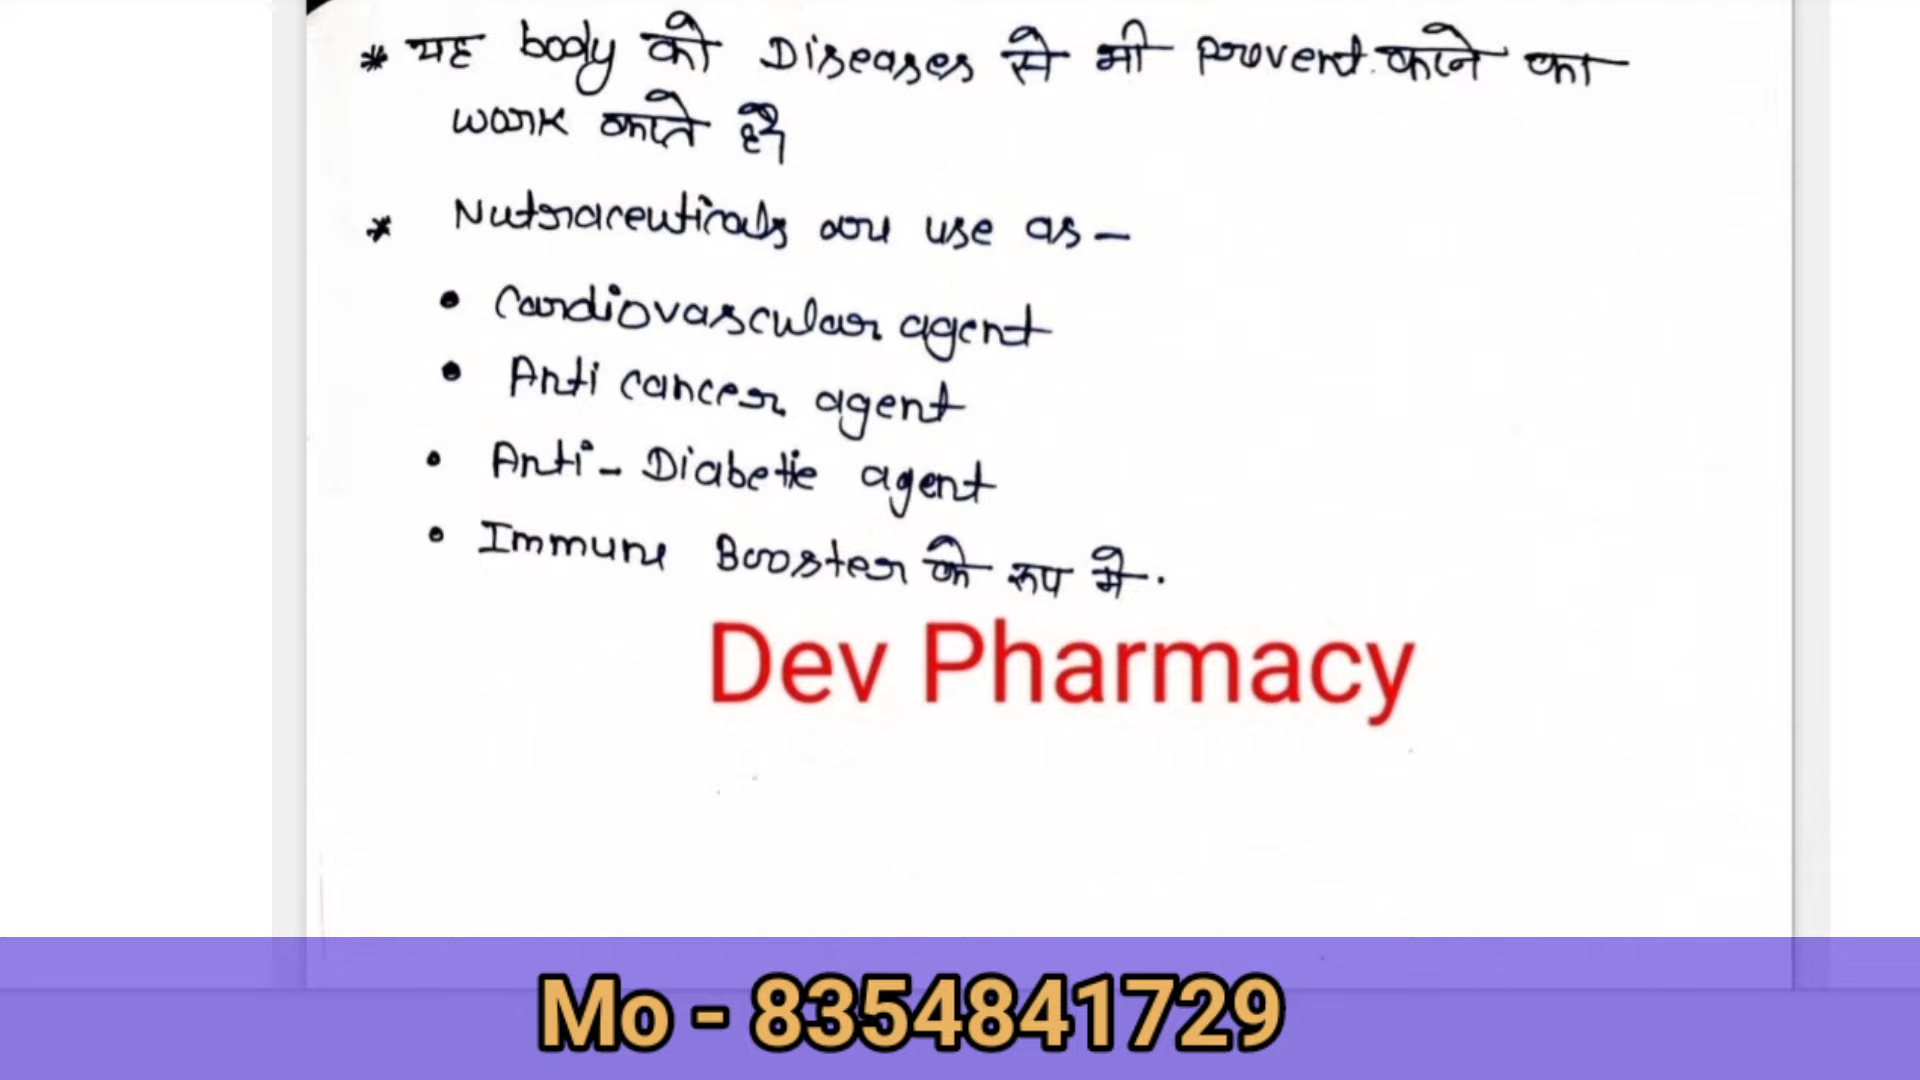 * यह body को Diseases से भी prevent करने का
work करते है।
* Nutraceuticals are use as -
• Cardiovascular agent
• Anti cancer agent
• Anti - Diabetic agent
• Immune Booster के रूप में.
Dev Pharmacy
Mo - 8354841729